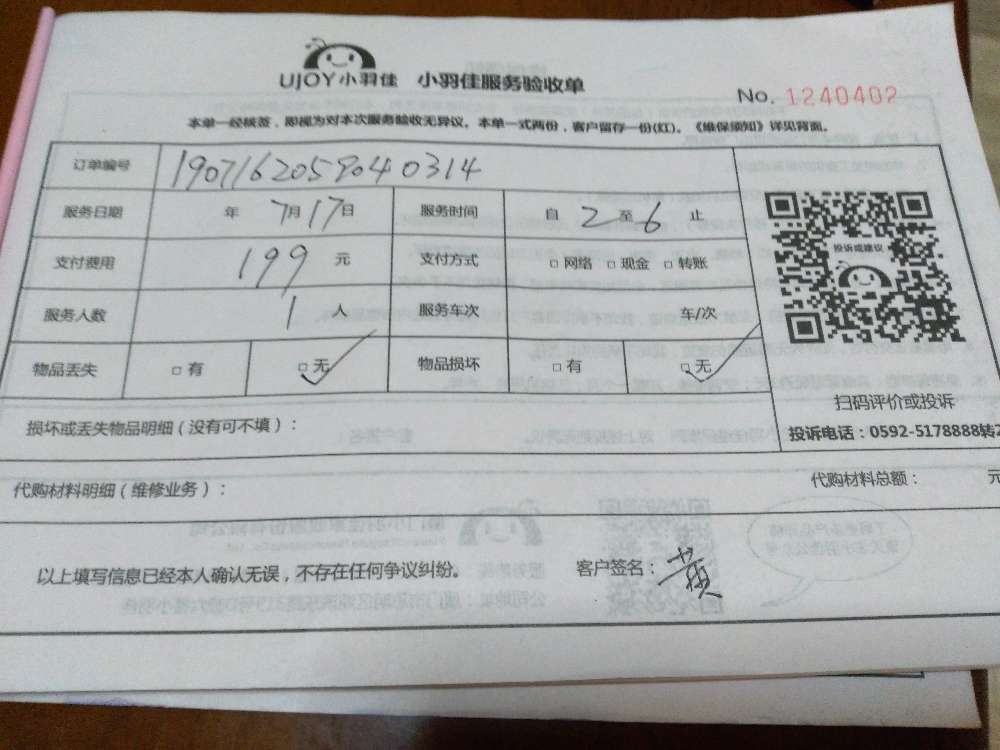 UJOY小羽佳 小羽佳服务验收单
No. 1240402
本单一经核签，即视为对本次服务验收无异议。本单一式两份，客户留存一份(红)。《维保须知》详见背面。
订单编号 190716205904 0314
服务日期 年 7月17日 服务时间 自 2 至 6 止
支付费用 199 元 支付方式 □ 网络 □ 现金 □ 转账
服务人数 1 人 服务车次 车/次
物品丢失 □ 有 □ 无 物品损坏 □ 有 □ 无
投诉或建议
扫码评价或投诉
投诉电话：0592-5178888转2
损坏或丢失物品明细（没有可不填）：
代购材料明细（维修业务）： 代购材料总额： 元
以上填写信息已经本人确认无误，不存在任何争议纠纷。 客户签名：黄